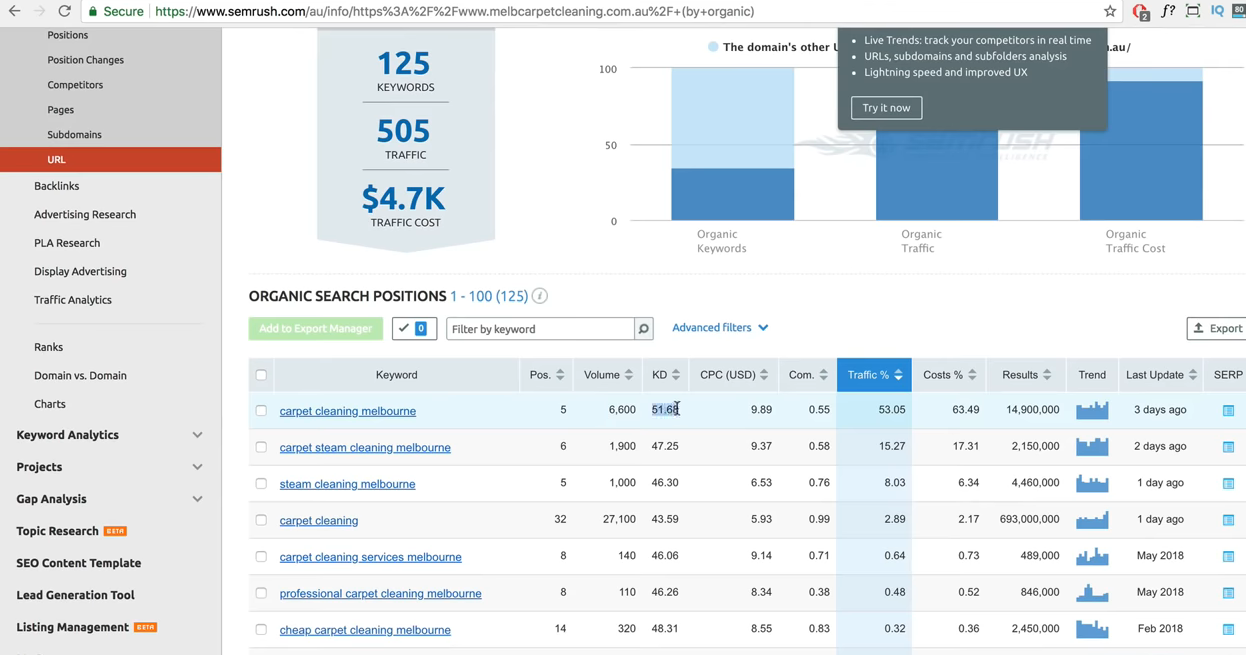 Secure https://www.semrush.com/au/info/https%3A%2F%2Fwww.melbcarpetcleaning.com.au%2F+(by+organic)
2
f?
IQ
80
Positions
Position Changes
Competitors
Pages
Subdomains
URL
Backlinks
Advertising Research
PLA Research
Display Advertising
Traffic Analytics
Ranks
Domain vs. Domain
Charts
Keyword Analytics
Projects
Gap Analysis
Topic Research BETA
SEO Content Template
Lead Generation Tool
Listing Management BETA
125
KEYWORDS
505
TRAFFIC
$4.7K
TRAFFIC COST
The domain's other
Live Trends: track your competitors in real time
URLs, subdomains and subfolders analysis
Lightning speed and improved UX
Try it now
100
50
0
SEMRUSH
Organic Keywords
Organic Traffic
Organic Traffic Cost
ORGANIC SEARCH POSITIONS 1 - 100 (125) i
Add to Export Manager 0 Filter by keyword Advanced filters Export
Keyword Pos. Volume KD CPC (USD) Com. Traffic % Costs % Results Trend Last Update SERP
carpet cleaning melbourne 5 6,600 51.68 9.89 0.55 53.05 63.49 14,900,000 3 days ago
carpet steam cleaning melbourne 6 1,900 47.25 9.37 0.58 15.27 17.31 2,150,000 2 days ago
steam cleaning melbourne 5 1,000 46.30 6.53 0.76 8.03 6.34 4,460,000 1 day ago
carpet cleaning 32 27,100 43.59 5.93 0.99 2.89 2.17 693,000,000 1 day ago
carpet cleaning services melbourne 8 140 46.06 9.14 0.71 0.64 0.73 489,000 May 2018
professional carpet cleaning melbourne 8 110 46.26 8.34 0.38 0.48 0.52 846,000 May 2018
cheap carpet cleaning melbourne 14 320 48.31 8.55 0.83 0.32 0.36 2,450,000 Feb 2018